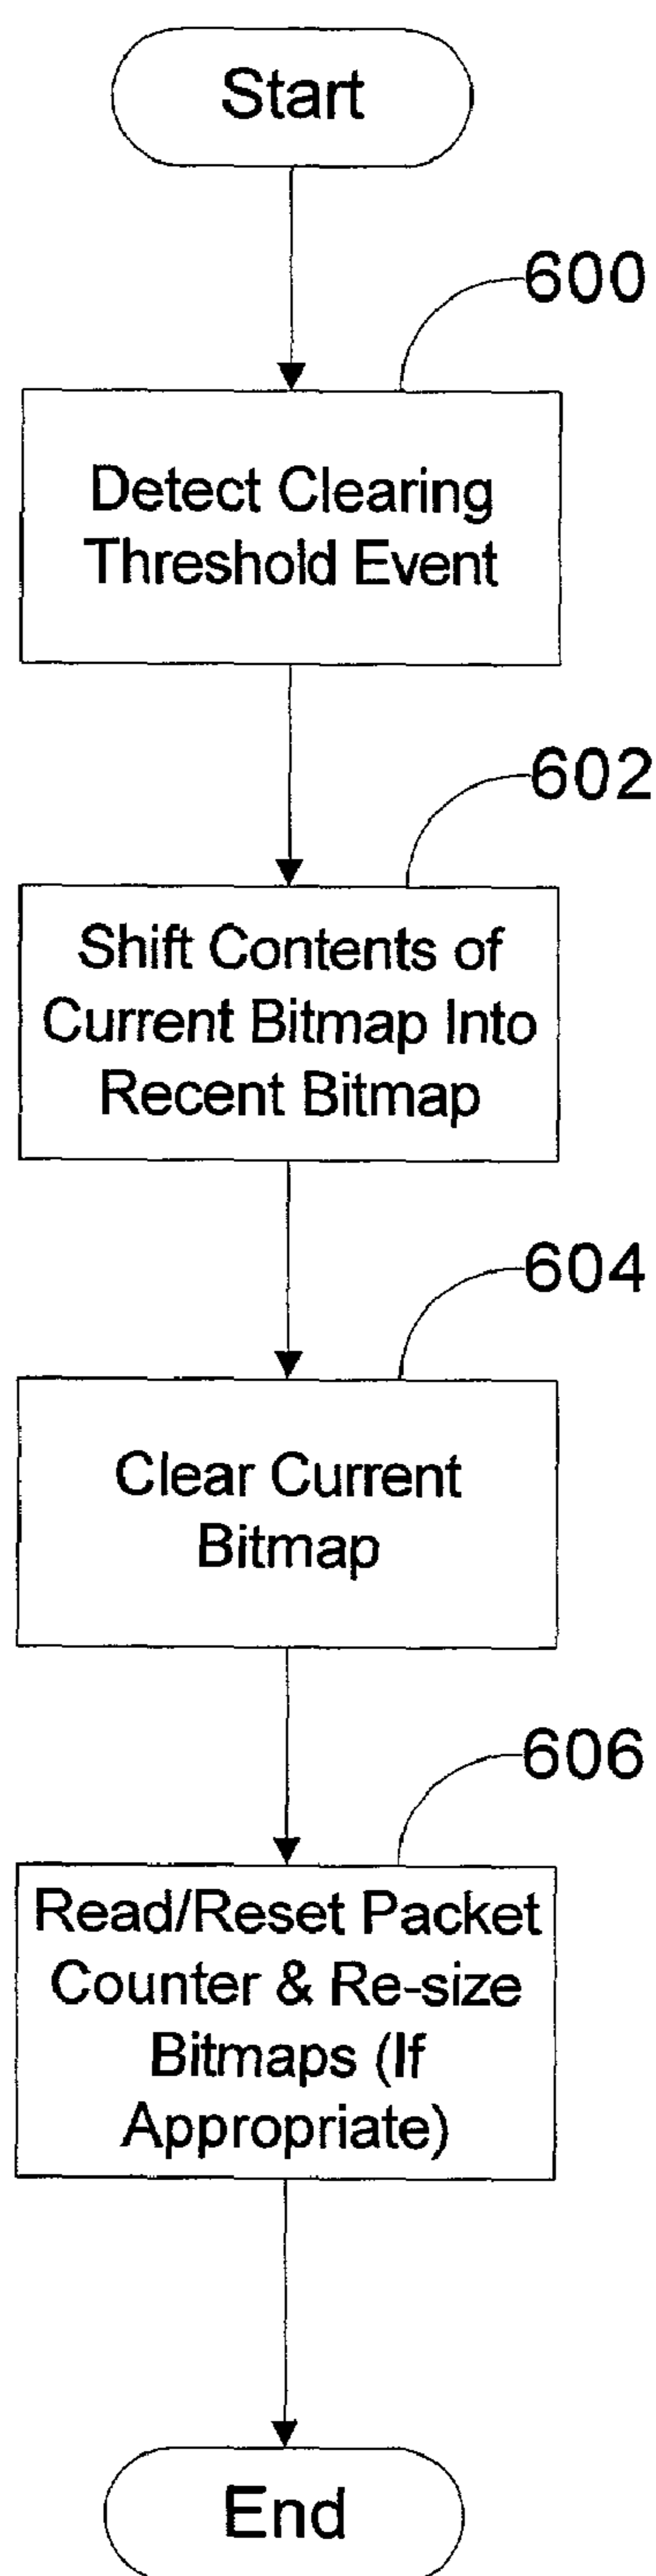 Start
600
Detect Clearing
Threshold Event
602
Shift Contents of
Current Bitmap Into
Recent Bitmap
604
Clear Current
Bitmap
606
Read/Reset Packet
Counter & Re-size
Bitmaps (If
Appropriate)
End